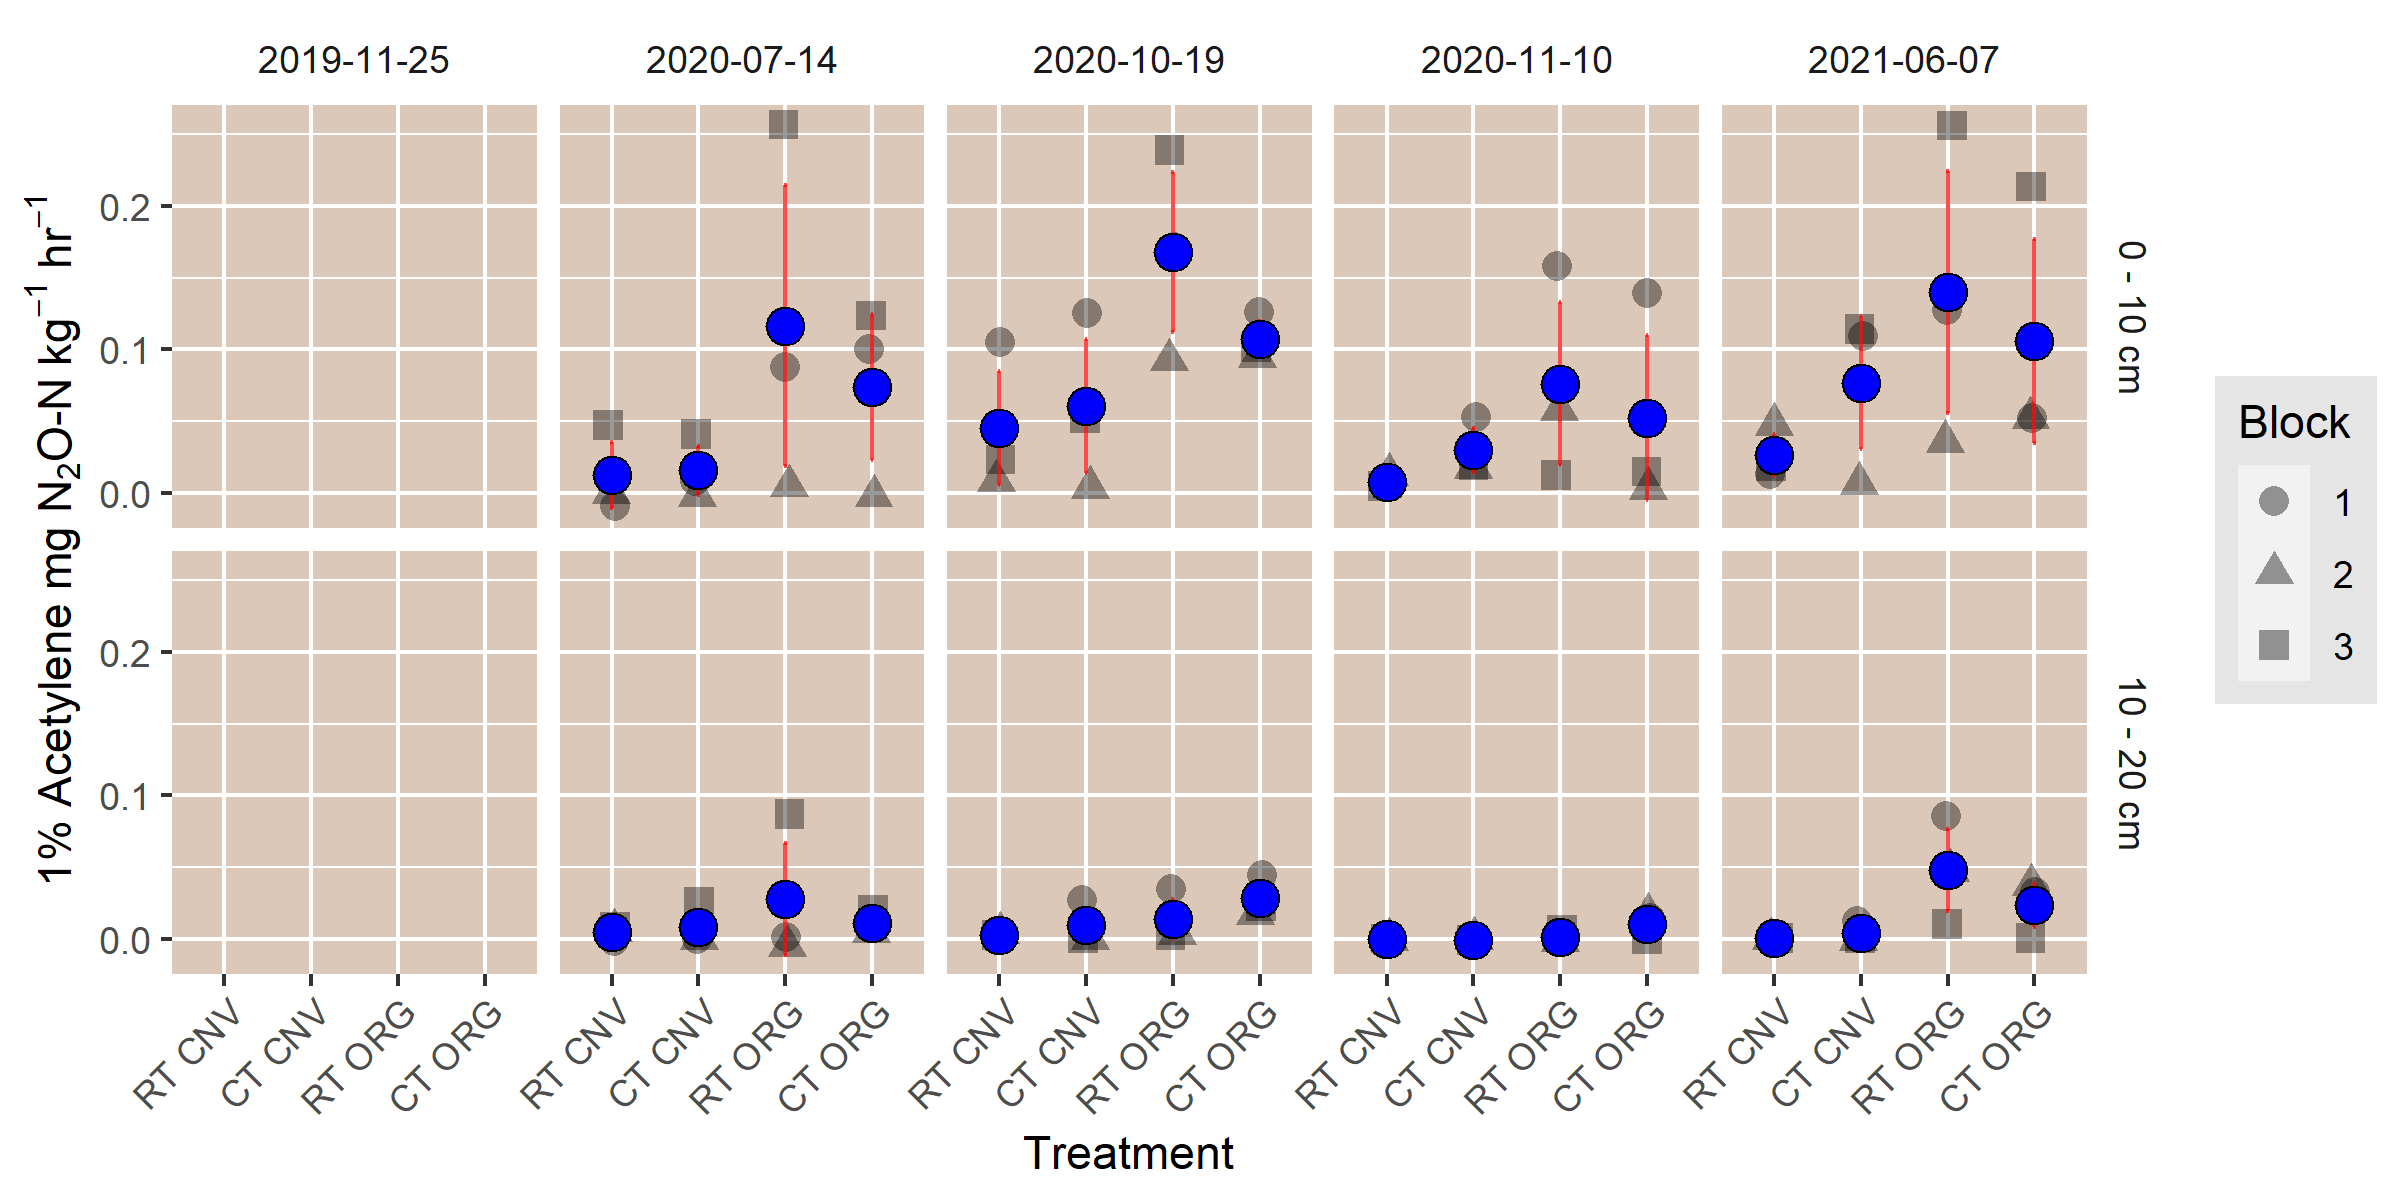 2019-11-25 2020-07-14 2020-10-19 2020-11-10 2021-06-07
1% Acetylene mg N₂O-N kg⁻¹ hr⁻¹
0.2
0.1
0.0
0 - 10 cm
0.2
0.1
0.0
10 - 20 cm
RT CNV CT CNV RT ORG CT ORG RT CNV CT CNV RT ORG CT ORG RT CNV CT CNV RT ORG CT ORG RT CNV CT CNV RT ORG CT ORG RT CNV CT CNV RT ORG CT ORG
Treatment
Block
1
2
3